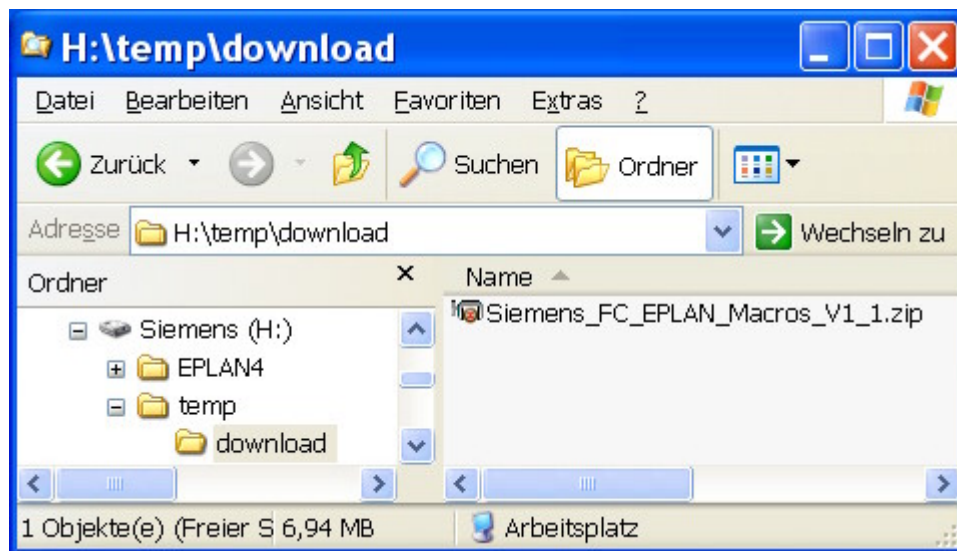 H:\temp\download
Datei Bearbeiten Ansicht Favoriten Extras ?
Zurück Suchen Ordner
Adresse H:\temp\download Wechseln zu
Ordner x Name
Siemens_FC_EPLAN_Macros_V1_1.zip
Siemens (H:)
EPLAN4
temp
download
1 Objekte(e) (Freier S 6,94 MB Arbeitsplatz